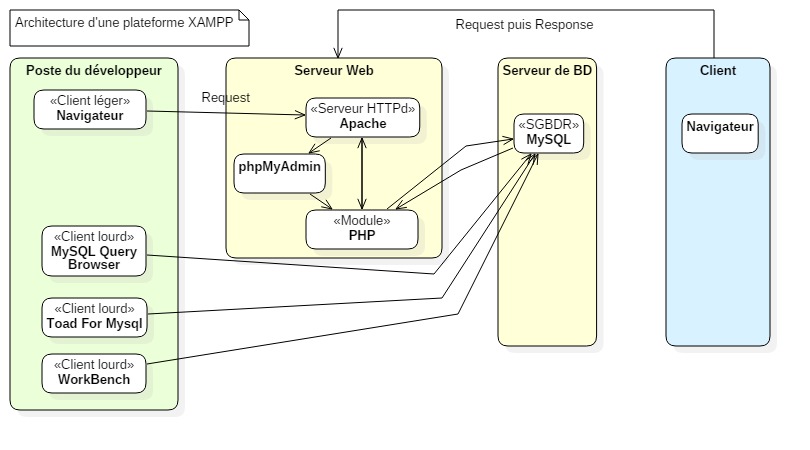 Architecture d'une plateforme XAMPP
Request puis Response
Poste du développeur
«Client léger»
Navigateur
Request
«Client lourd»
MySQL Query
Browser
«Client lourd»
Toad For Mysql
«Client lourd»
WorkBench
Serveur Web
«Serveur HTTPd»
Apache
phpMyAdmin
«Module»
PHP
Serveur de BD
«SGBDR»
MySQL
Client
Navigateur